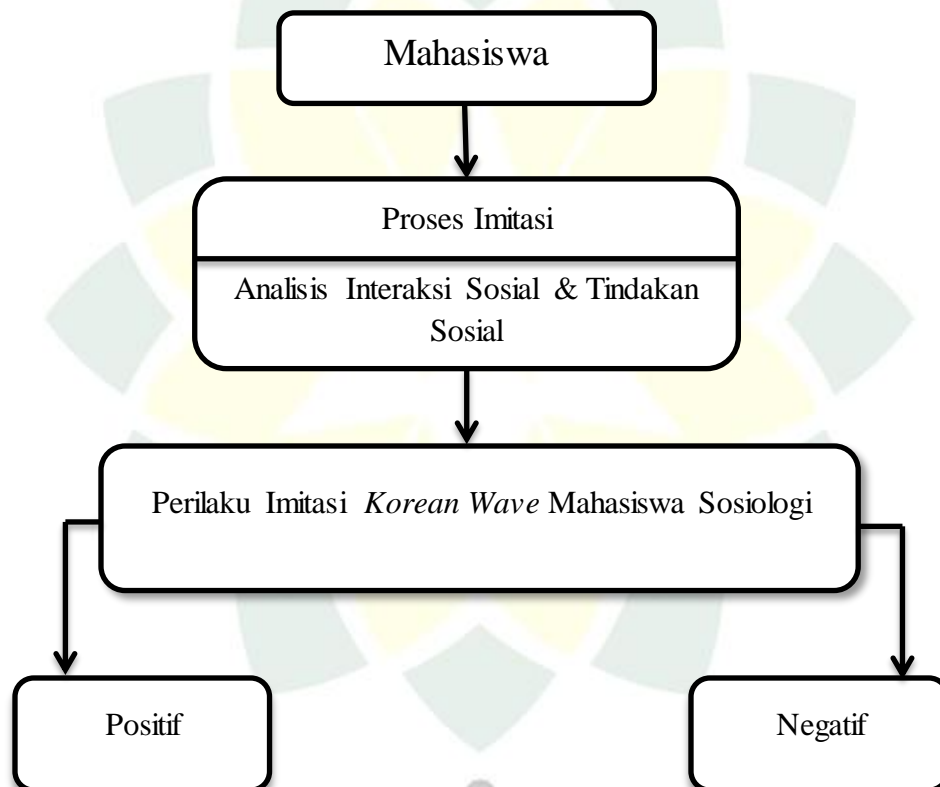 Mahasiswa
Proses Imitasi
Analisis Interaksi Sosial & Tindakan
Sosial
Perilaku Imitasi Korean Wave Mahasiswa Sosiologi
Positif
Negatif